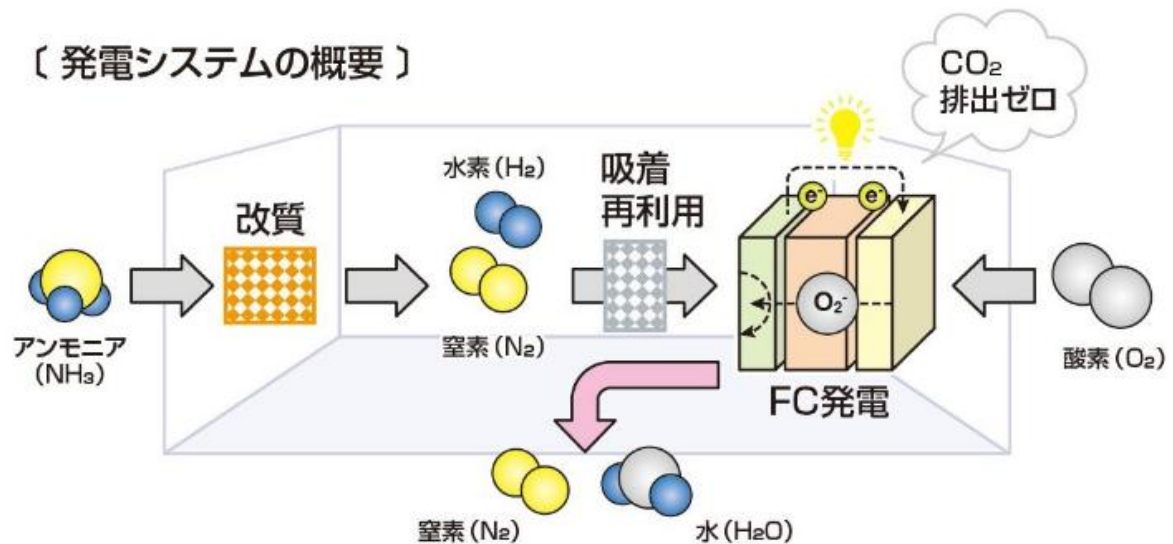 〔 発電システムの概要 〕
CO₂
排出ゼロ
水素(H₂)
吸着
再利用
改質
e⁻
e⁻
O₂⁻
アンモニア
(NH₃)
窒素(N₂)
酸素(O₂)
FC発電
窒素(N₂)
水(H₂O)